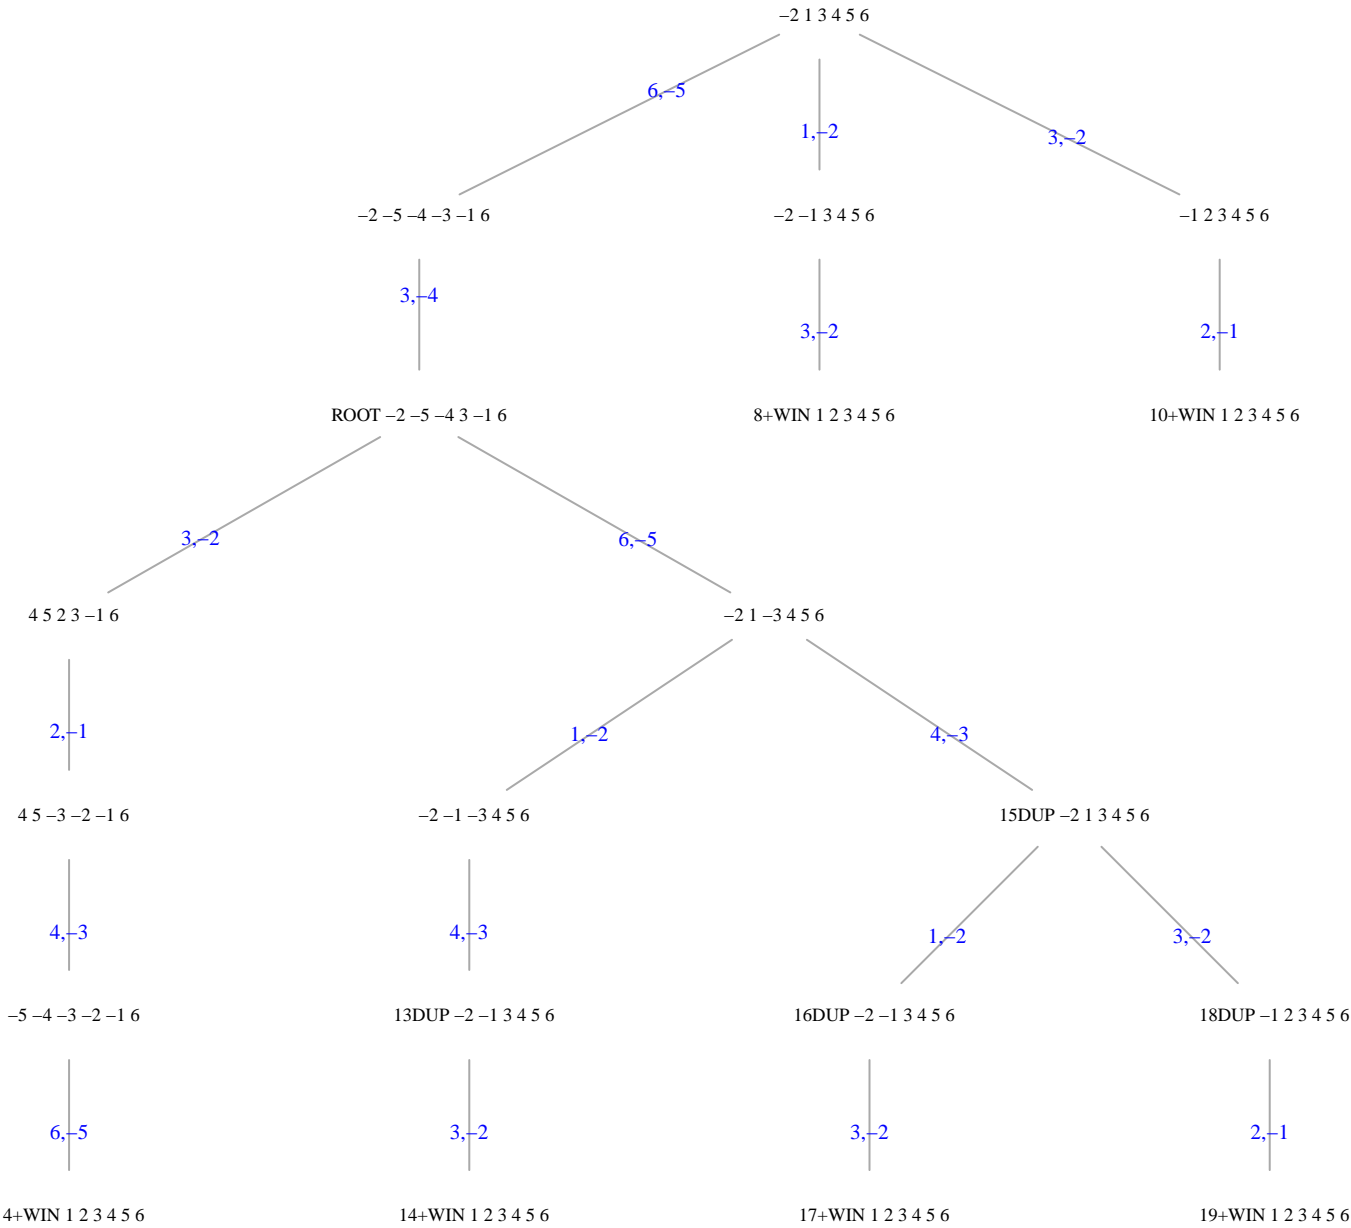 −2 1 3 4 5 6
6,−5
1,−2
3,−2
−2 −5 −4 −3 −1 6
−2 −1 3 4 5 6
−1 2 3 4 5 6
3,−4
3,−2
2,−1
ROOT −2 −5 −4 3 −1 6
8+WIN 1 2 3 4 5 6
10+WIN 1 2 3 4 5 6
3,−2
6,−5
4 5 2 3 −1 6
−2 1 −3 4 5 6
2,−1
1,−2
4,−3
4 5 −3 −2 −1 6
−2 −1 −3 4 5 6
15DUP −2 1 3 4 5 6
4,−3
4,−3
1,−2
3,−2
−5 −4 −3 −2 −1 6
13DUP −2 −1 3 4 5 6
16DUP −2 −1 3 4 5 6
18DUP −1 2 3 4 5 6
6,−5
3,−2
3,−2
2,−1
4+WIN 1 2 3 4 5 6
14+WIN 1 2 3 4 5 6
17+WIN 1 2 3 4 5 6
19+WIN 1 2 3 4 5 6